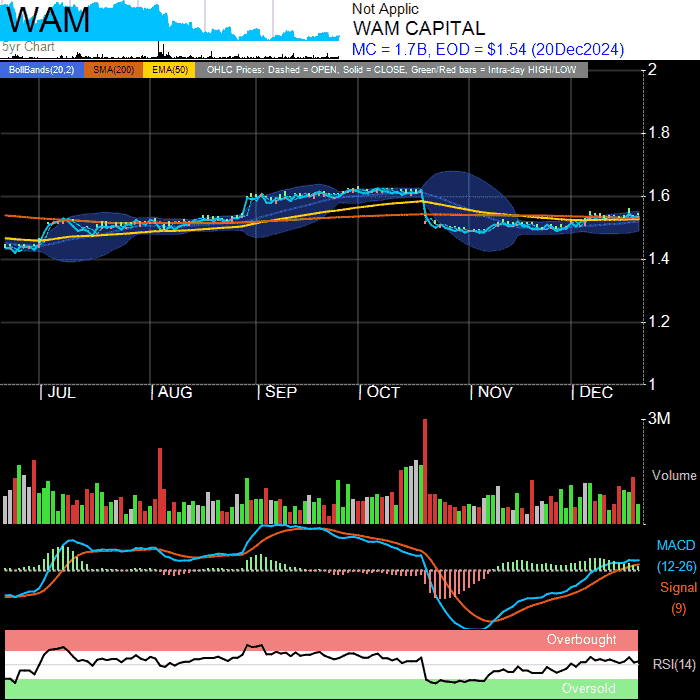 WAM
5yr Chart
Not Applic
WAM CAPITAL
MC = 1.7B, EOD = $1.54 (20Dec2024)
BollBands(20,2) SMA(200) EMA(50) OHLC Prices: Dashed = OPEN, Solid = CLOSE, Green/Red bars = Intra-day HIGH/LOW
2
1.8
1.6
1.4
1.2
1
JUL AUG SEP OCT NOV DEC
3M
Volume
MACD
(12-26)
Signal
(9)
Overbought
RSI(14)
Oversold